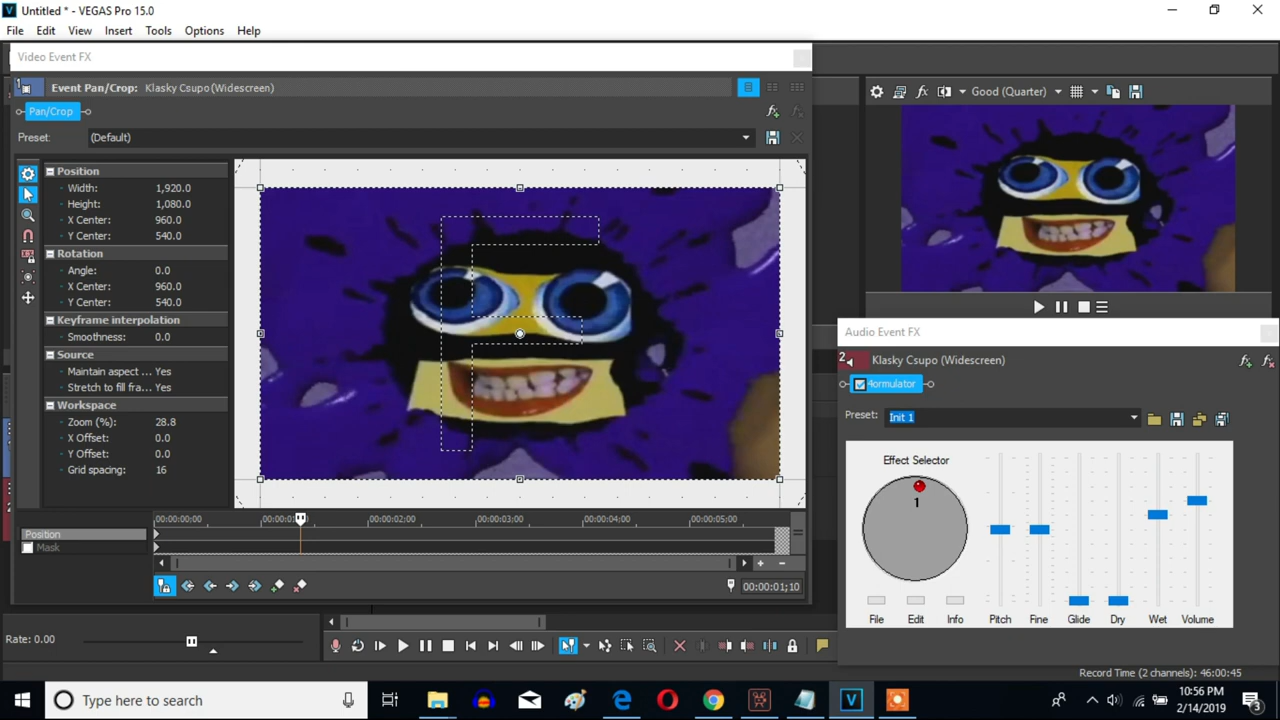 Untitled * - VEGAS Pro 15.0
File Edit View Insert Tools Options Help
Video Event FX
Event Pan/Crop: Klasky Csupo (Widescreen)
Pan/Crop
Preset: (Default)
Position
Width: 1,920.0
Height: 1,080.0
X Center: 960.0
Y Center: 540.0
Rotation
Angle: 0.0
X Center: 960.0
Y Center: 540.0
Keyframe interpolation
Smoothness: 0.0
Source
Maintain aspect ... Yes
Stretch to fill fra... Yes
Workspace
Zoom (%): 28.8
X Offset: 0.0
Y Offset: 0.0
Grid spacing: 16
00:00:00:00 00:00:02:00 00:00:03:00 00:00:04:00 00:00:05:00
Position
Mask
00:00:01;10
Rate: 0.00
Good (Quarter)
Audio Event FX
2
Klasky Csupo (Widescreen)
4ormulator
Preset: Init 1
Effect Selector
1
File Edit Info Pitch Fine Glide Dry Wet Volume
Record Time (2 channels): 46:00:45
Type here to search
10:56 PM
2/14/2019
3